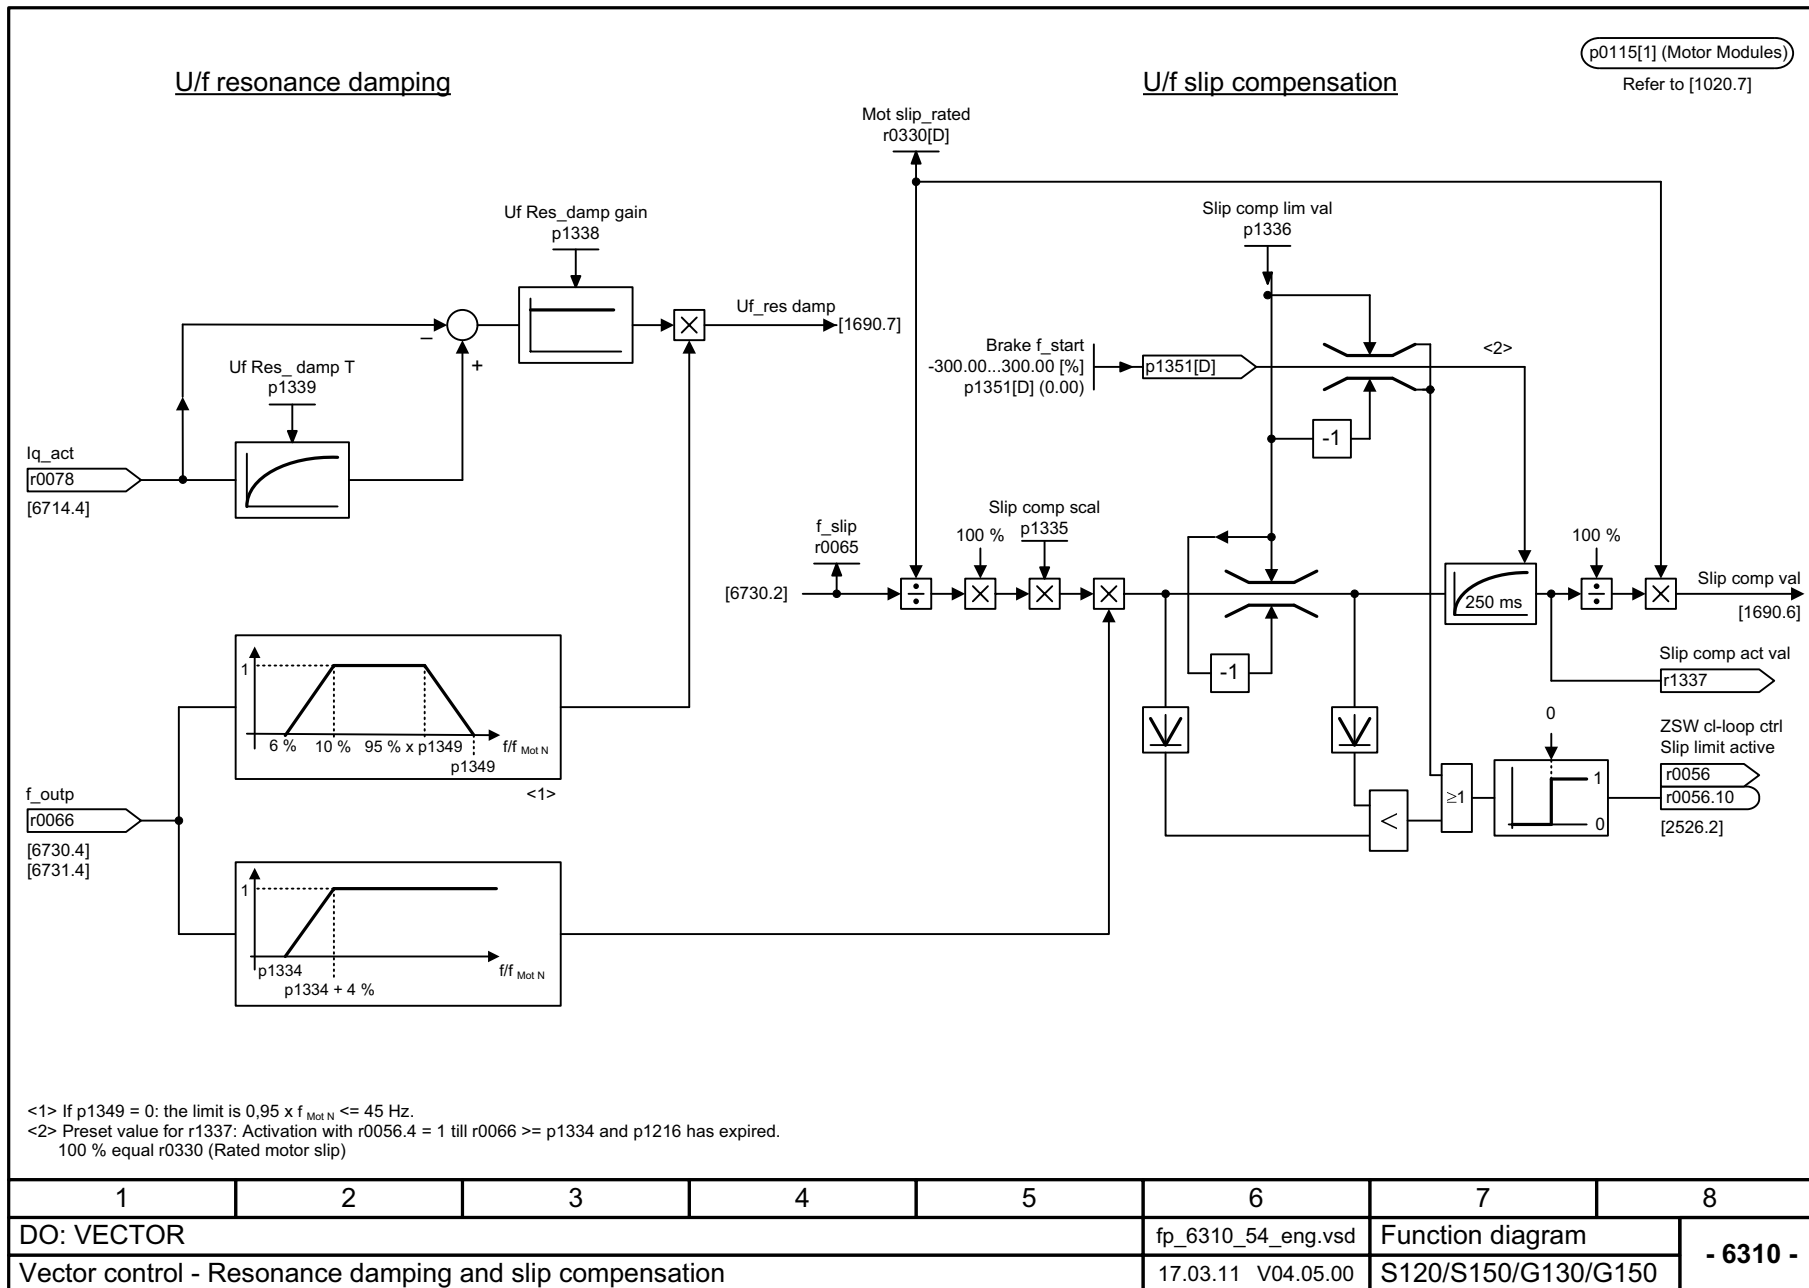 p0115[1] (Motor Modules)
Refer to [1020.7]
U/f resonance damping
U/f slip compensation
Mot slip_rated
r0330[D]
Uf Res_damp gain
p1338
Slip comp lim val
p1336
Uf_res damp
[1690.7]
–
+
Uf Res_ damp T
p1339
Brake f_start
-300.00...300.00 [%]
p1351[D] (0.00)
p1351[D]
<2>
-1
Iq_act
r0078
[6714.4]
f_slip
r0065
[6730.2]
÷
100 %
×
Slip comp scal
p1335
×
×
×
-1
250 ms
100 %
÷
×
Slip comp val
[1690.6]
Slip comp act val
r1337
1
6 %
10 %
95 % x p1349
f/f Mot N
p1349
<1>
0
ZSW cl-loop ctrl
Slip limit active
r0056
r0056.10
[2526.2]
1
0
≥1
<
f_outp
r0066
[6730.4]
[6731.4]
1
p1334
p1334 + 4 %
f/f Mot N
<1> If p1349 = 0: the limit is 0,95 x f Mot N <= 45 Hz.
<2> Preset value for r1337: Activation with r0056.4 = 1 till r0066 >= p1334 and p1216 has expired.
100 % equal r0330 (Rated motor slip)
1 2 3 4 5 6 7 8
DO: VECTOR
fp_6310_54_eng.vsd
Function diagram
- 6310 -
Vector control - Resonance damping and slip compensation
17.03.11 V04.05.00
S120/S150/G130/G150